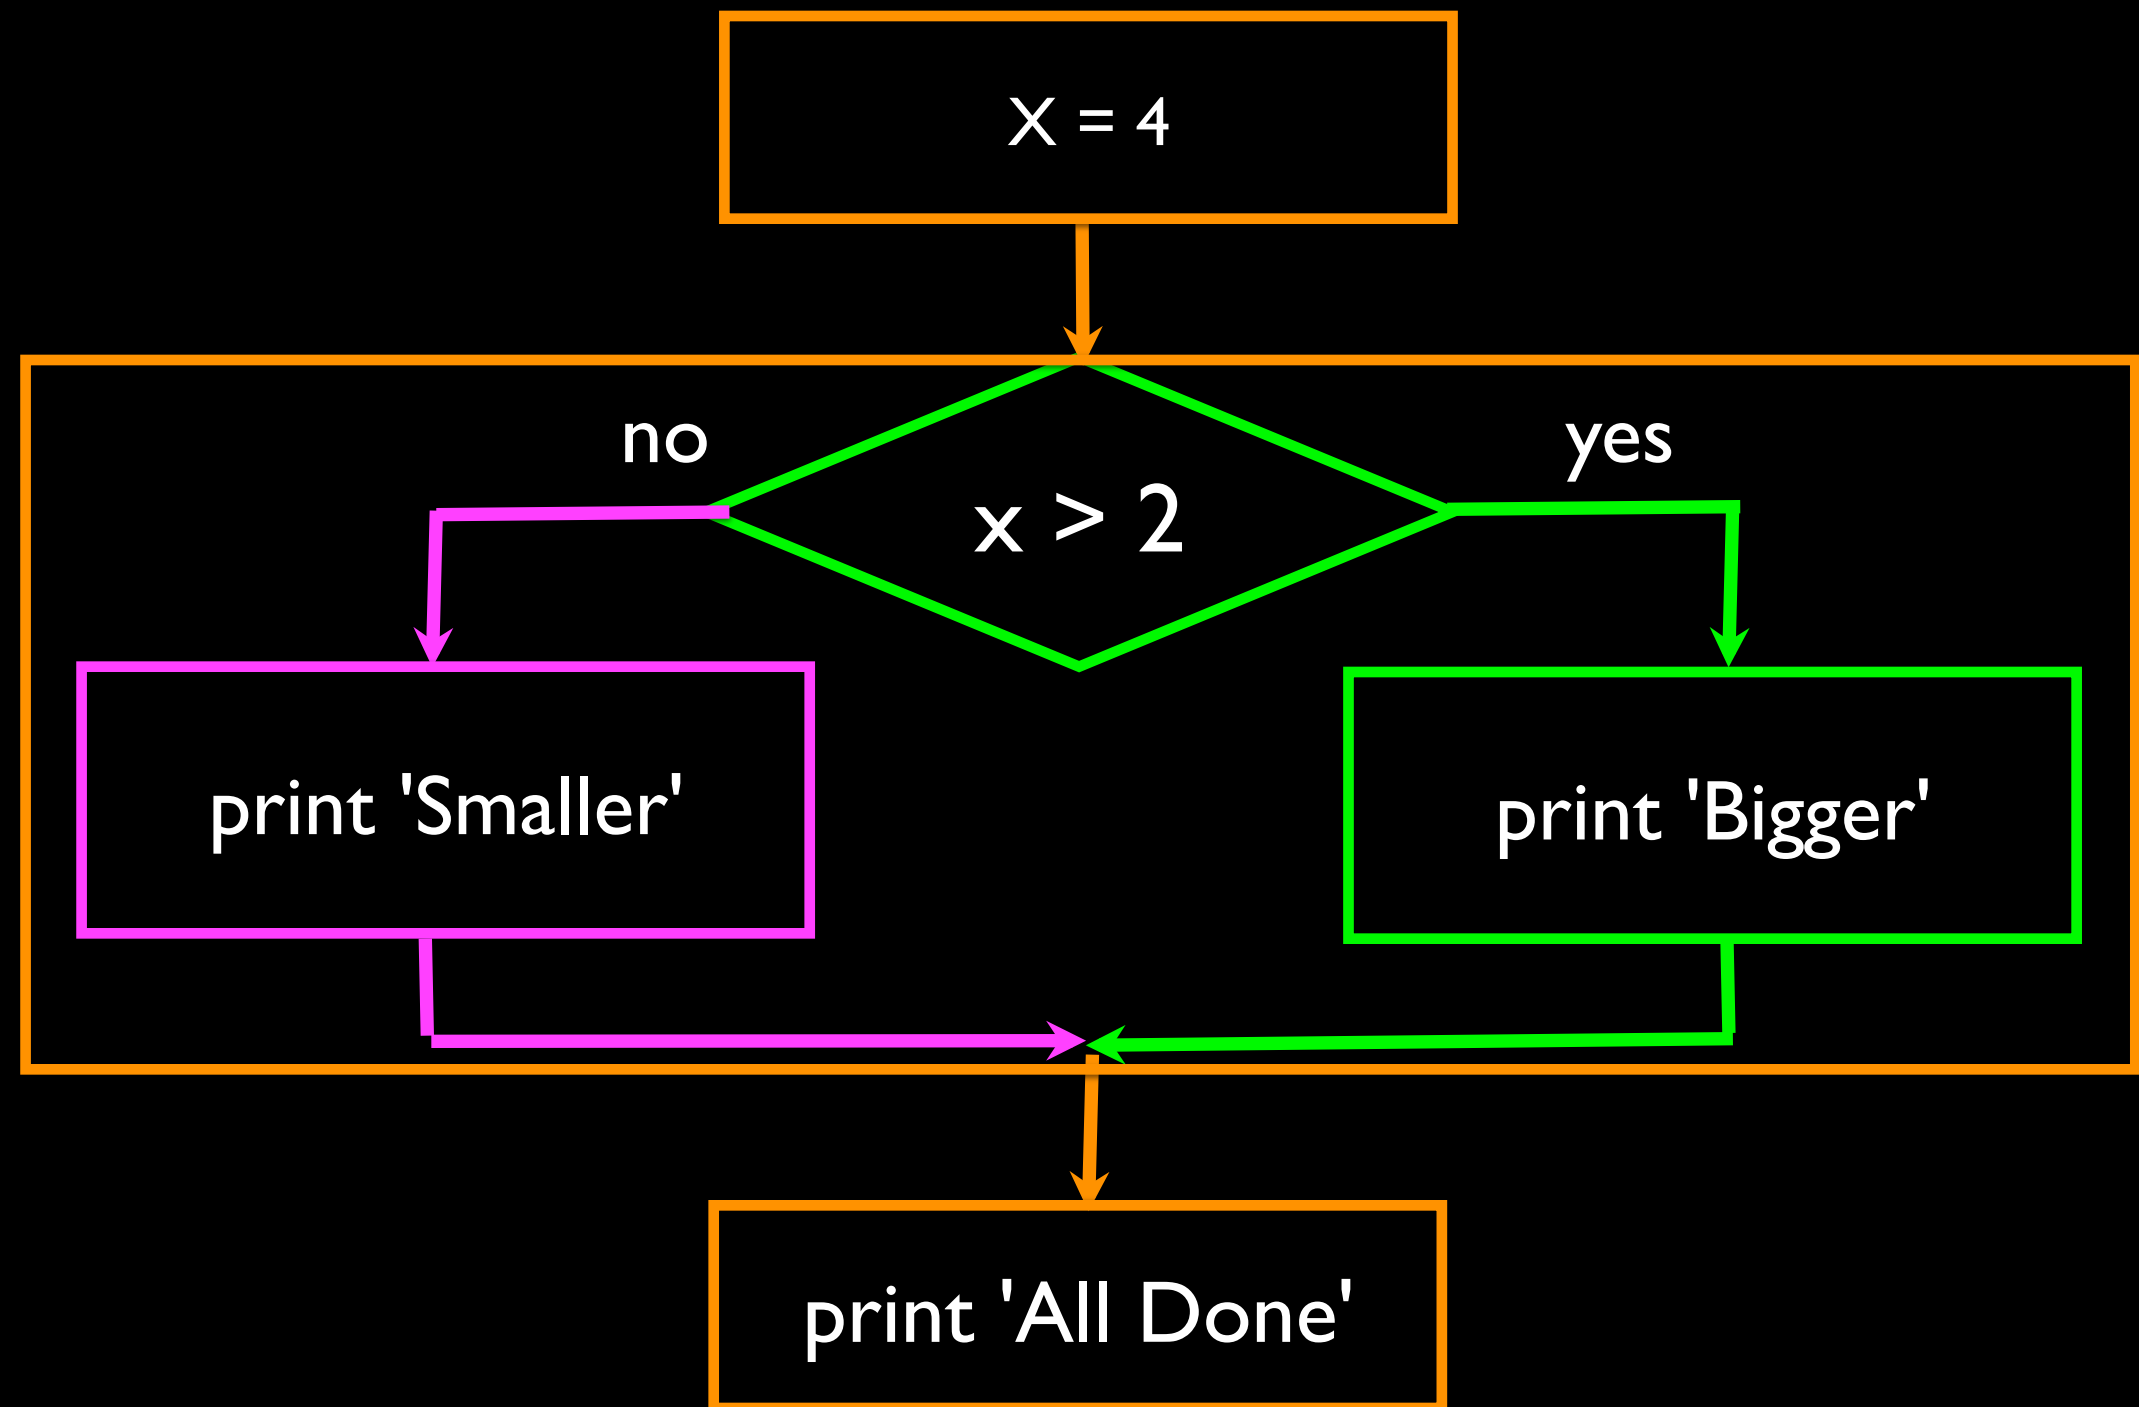 X = 4
no
yes
x > 2
print 'Smaller'
print 'Bigger'
print 'All Done'